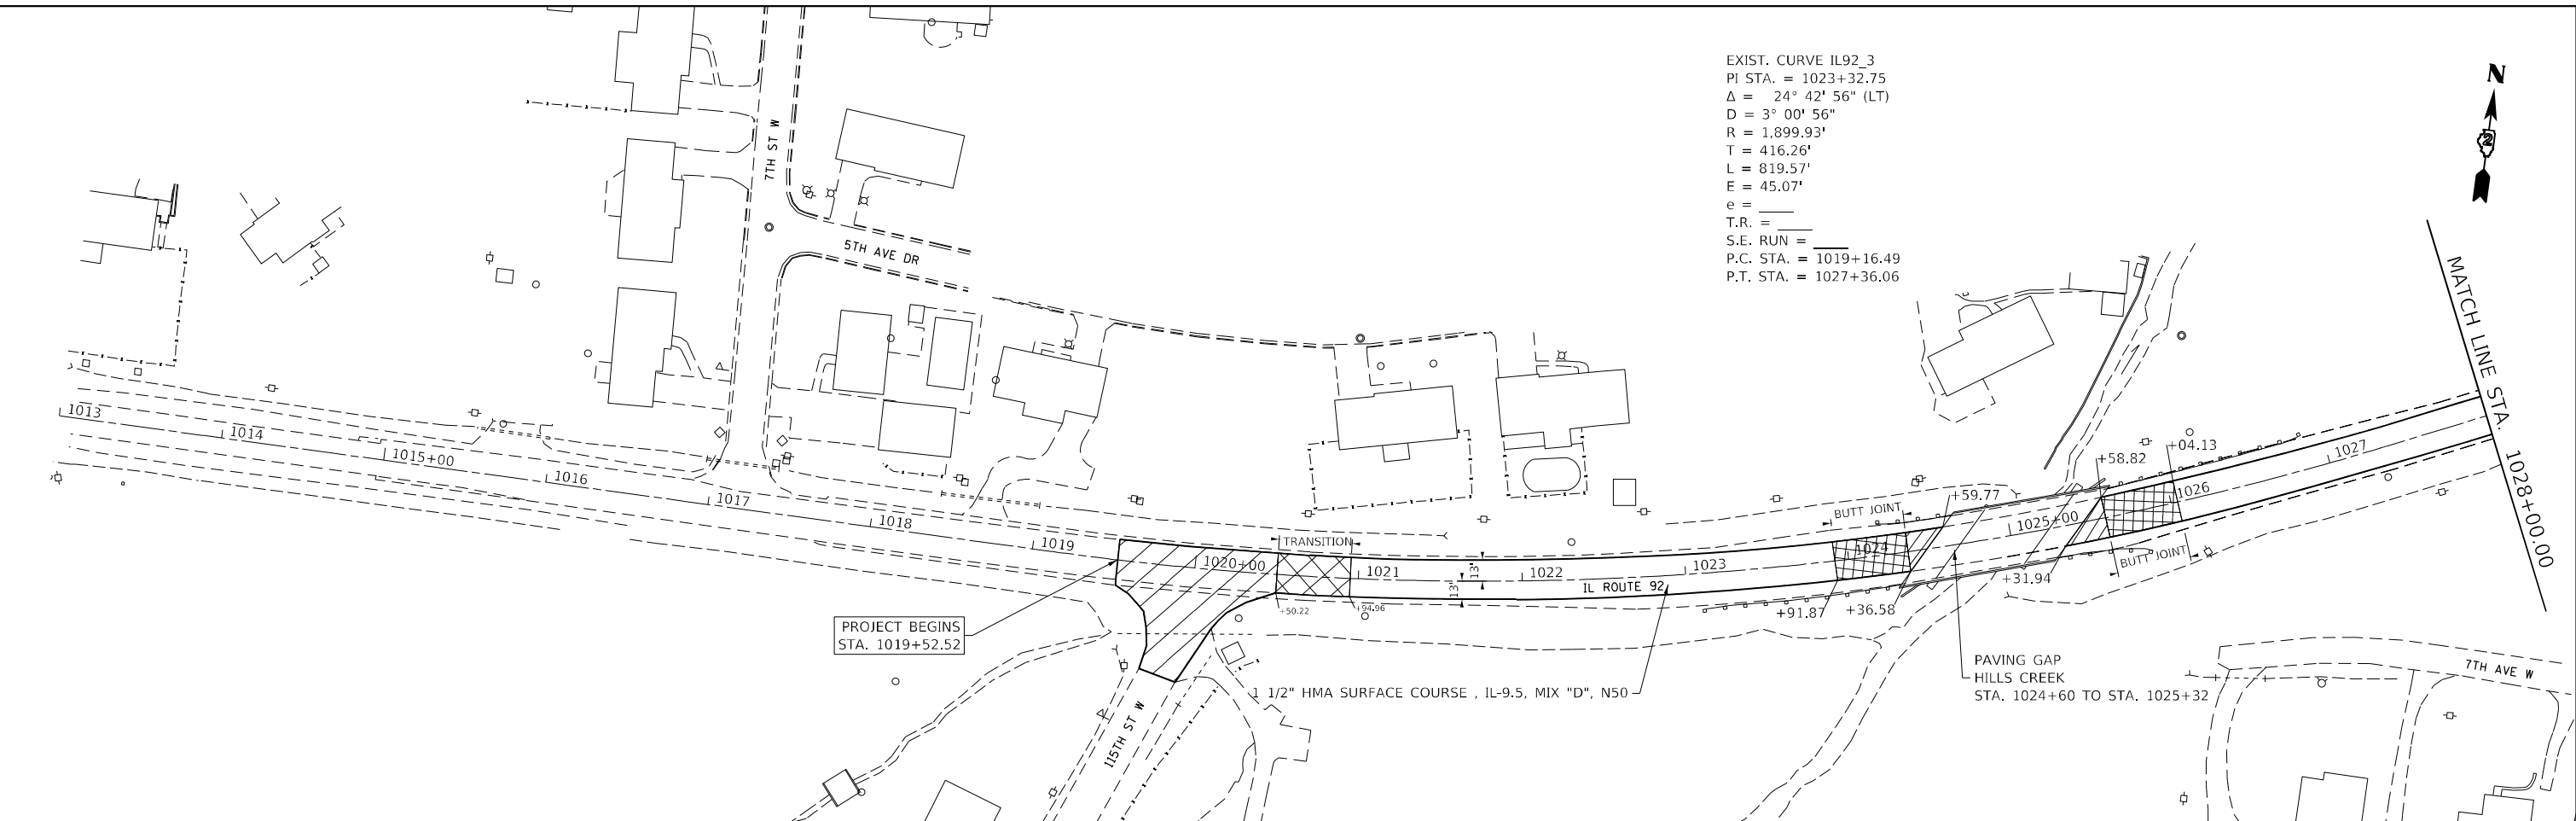 EXIST. CURVE IL92_3
PI STA. = 1023+32.75
Δ = 24° 42' 56" (LT)
D = 3° 00' 56"
R = 1,899.93'
T = 416.26'
L = 819.57'
E = 45.07'
e = ____
T.R. = ____
S.E. RUN = ____
P.C. STA. = 1019+16.49
P.T. STA. = 1027+36.06
N
2
7TH ST W
5TH AVE DR
MATCH LINE STA. 1028+00.00
1013
1014
1015+00
1016
1017
1018
1019
1020+00
1021
1022
1023
1024
1025+00
1026
1027
TRANSITION
13'
13'
IL ROUTE 92
BUTT JOINT
+59.77
+58.82
+04.13
BUTT JOINT
+31.94
+36.58
+91.87
+50.22
+94.96
PROJECT BEGINS
STA. 1019+52.52
1 1/2" HMA SURFACE COURSE , IL-9.5, MIX "D", N50
PAVING GAP
HILLS CREEK
STA. 1024+60 TO STA. 1025+32
115TH ST W
7TH AVE W